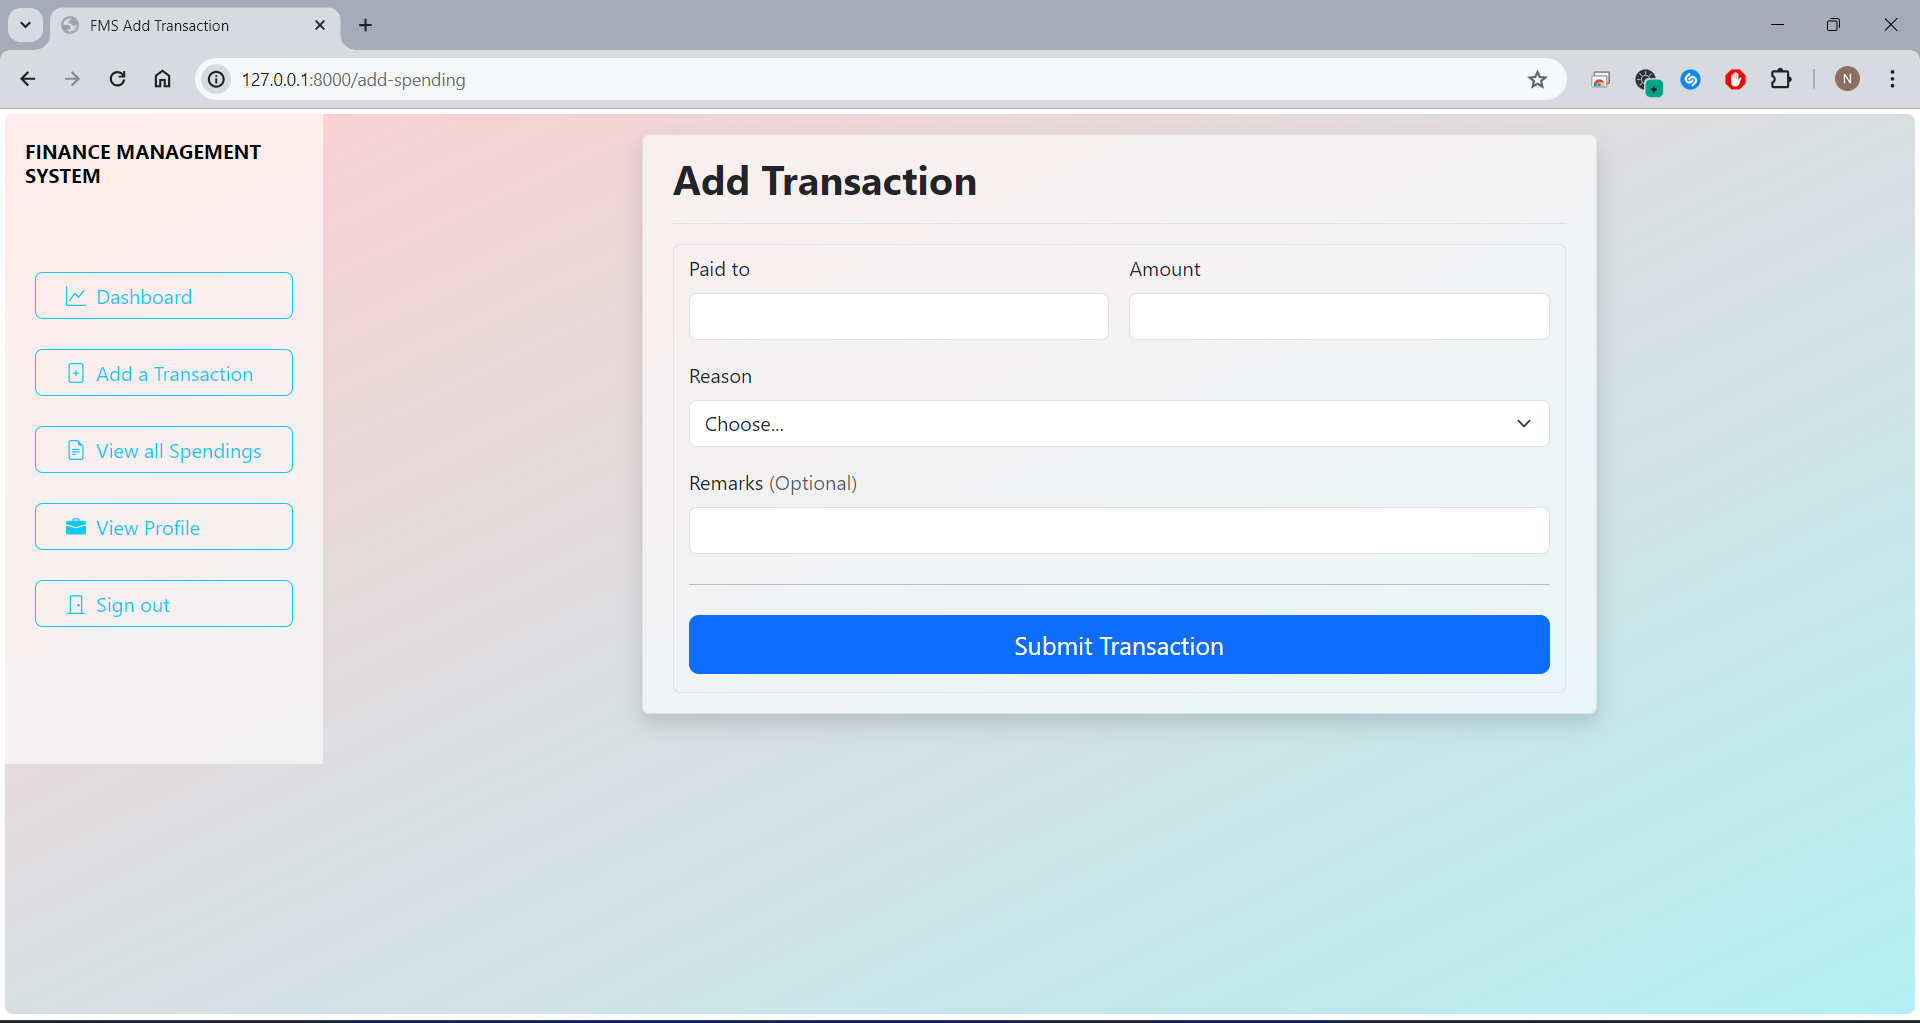 FMS Add Transaction
127.0.0.1:8000/add-spending
N
FINANCE MANAGEMENT
SYSTEM
Dashboard
Add a Transaction
View all Spendings
View Profile
Sign out
Add Transaction
Paid to
Amount
Reason
Choose...
Remarks (Optional)
Submit Transaction